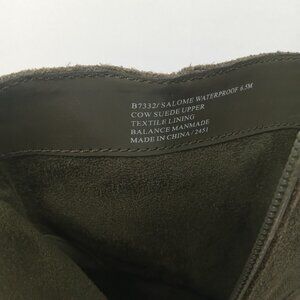 B7332/ SALOME WATERPROOF 6.5M
COW SUEDE UPPER
TEXTILE LINING
BALANCE MANMADE
MADE IN CHINA / 2451